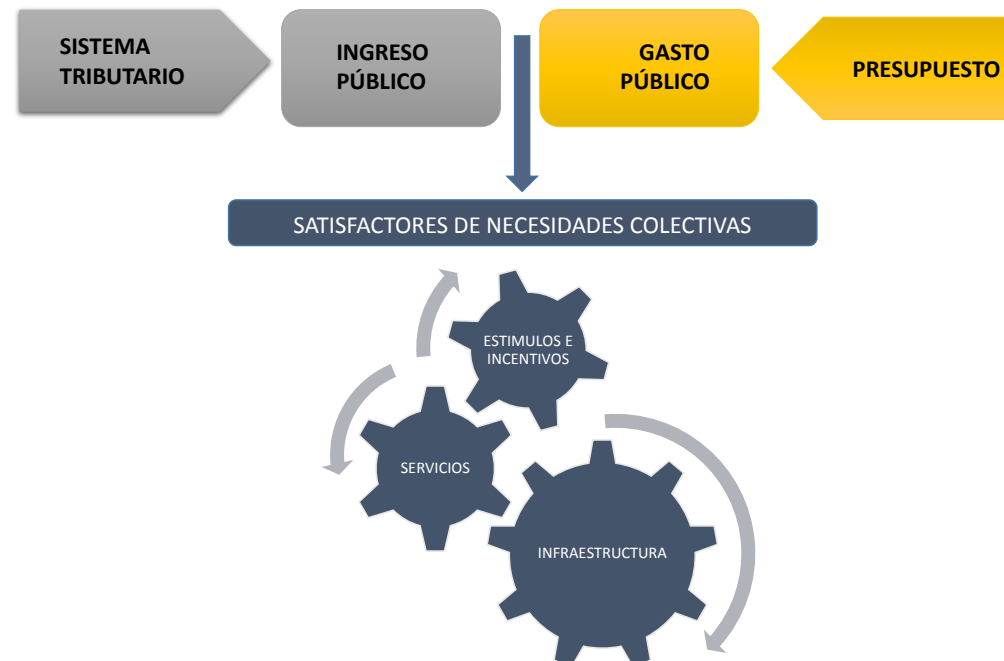 SISTEMA
TRIBUTARIO
INGRESO
PÚBLICO
GASTO
PÚBLICO
PRESUPUESTO
SATISFACTORES DE NECESIDADES COLECTIVAS
ESTIMULOS E
INCENTIVOS
SERVICIOS
INFRAESTRUCTURA